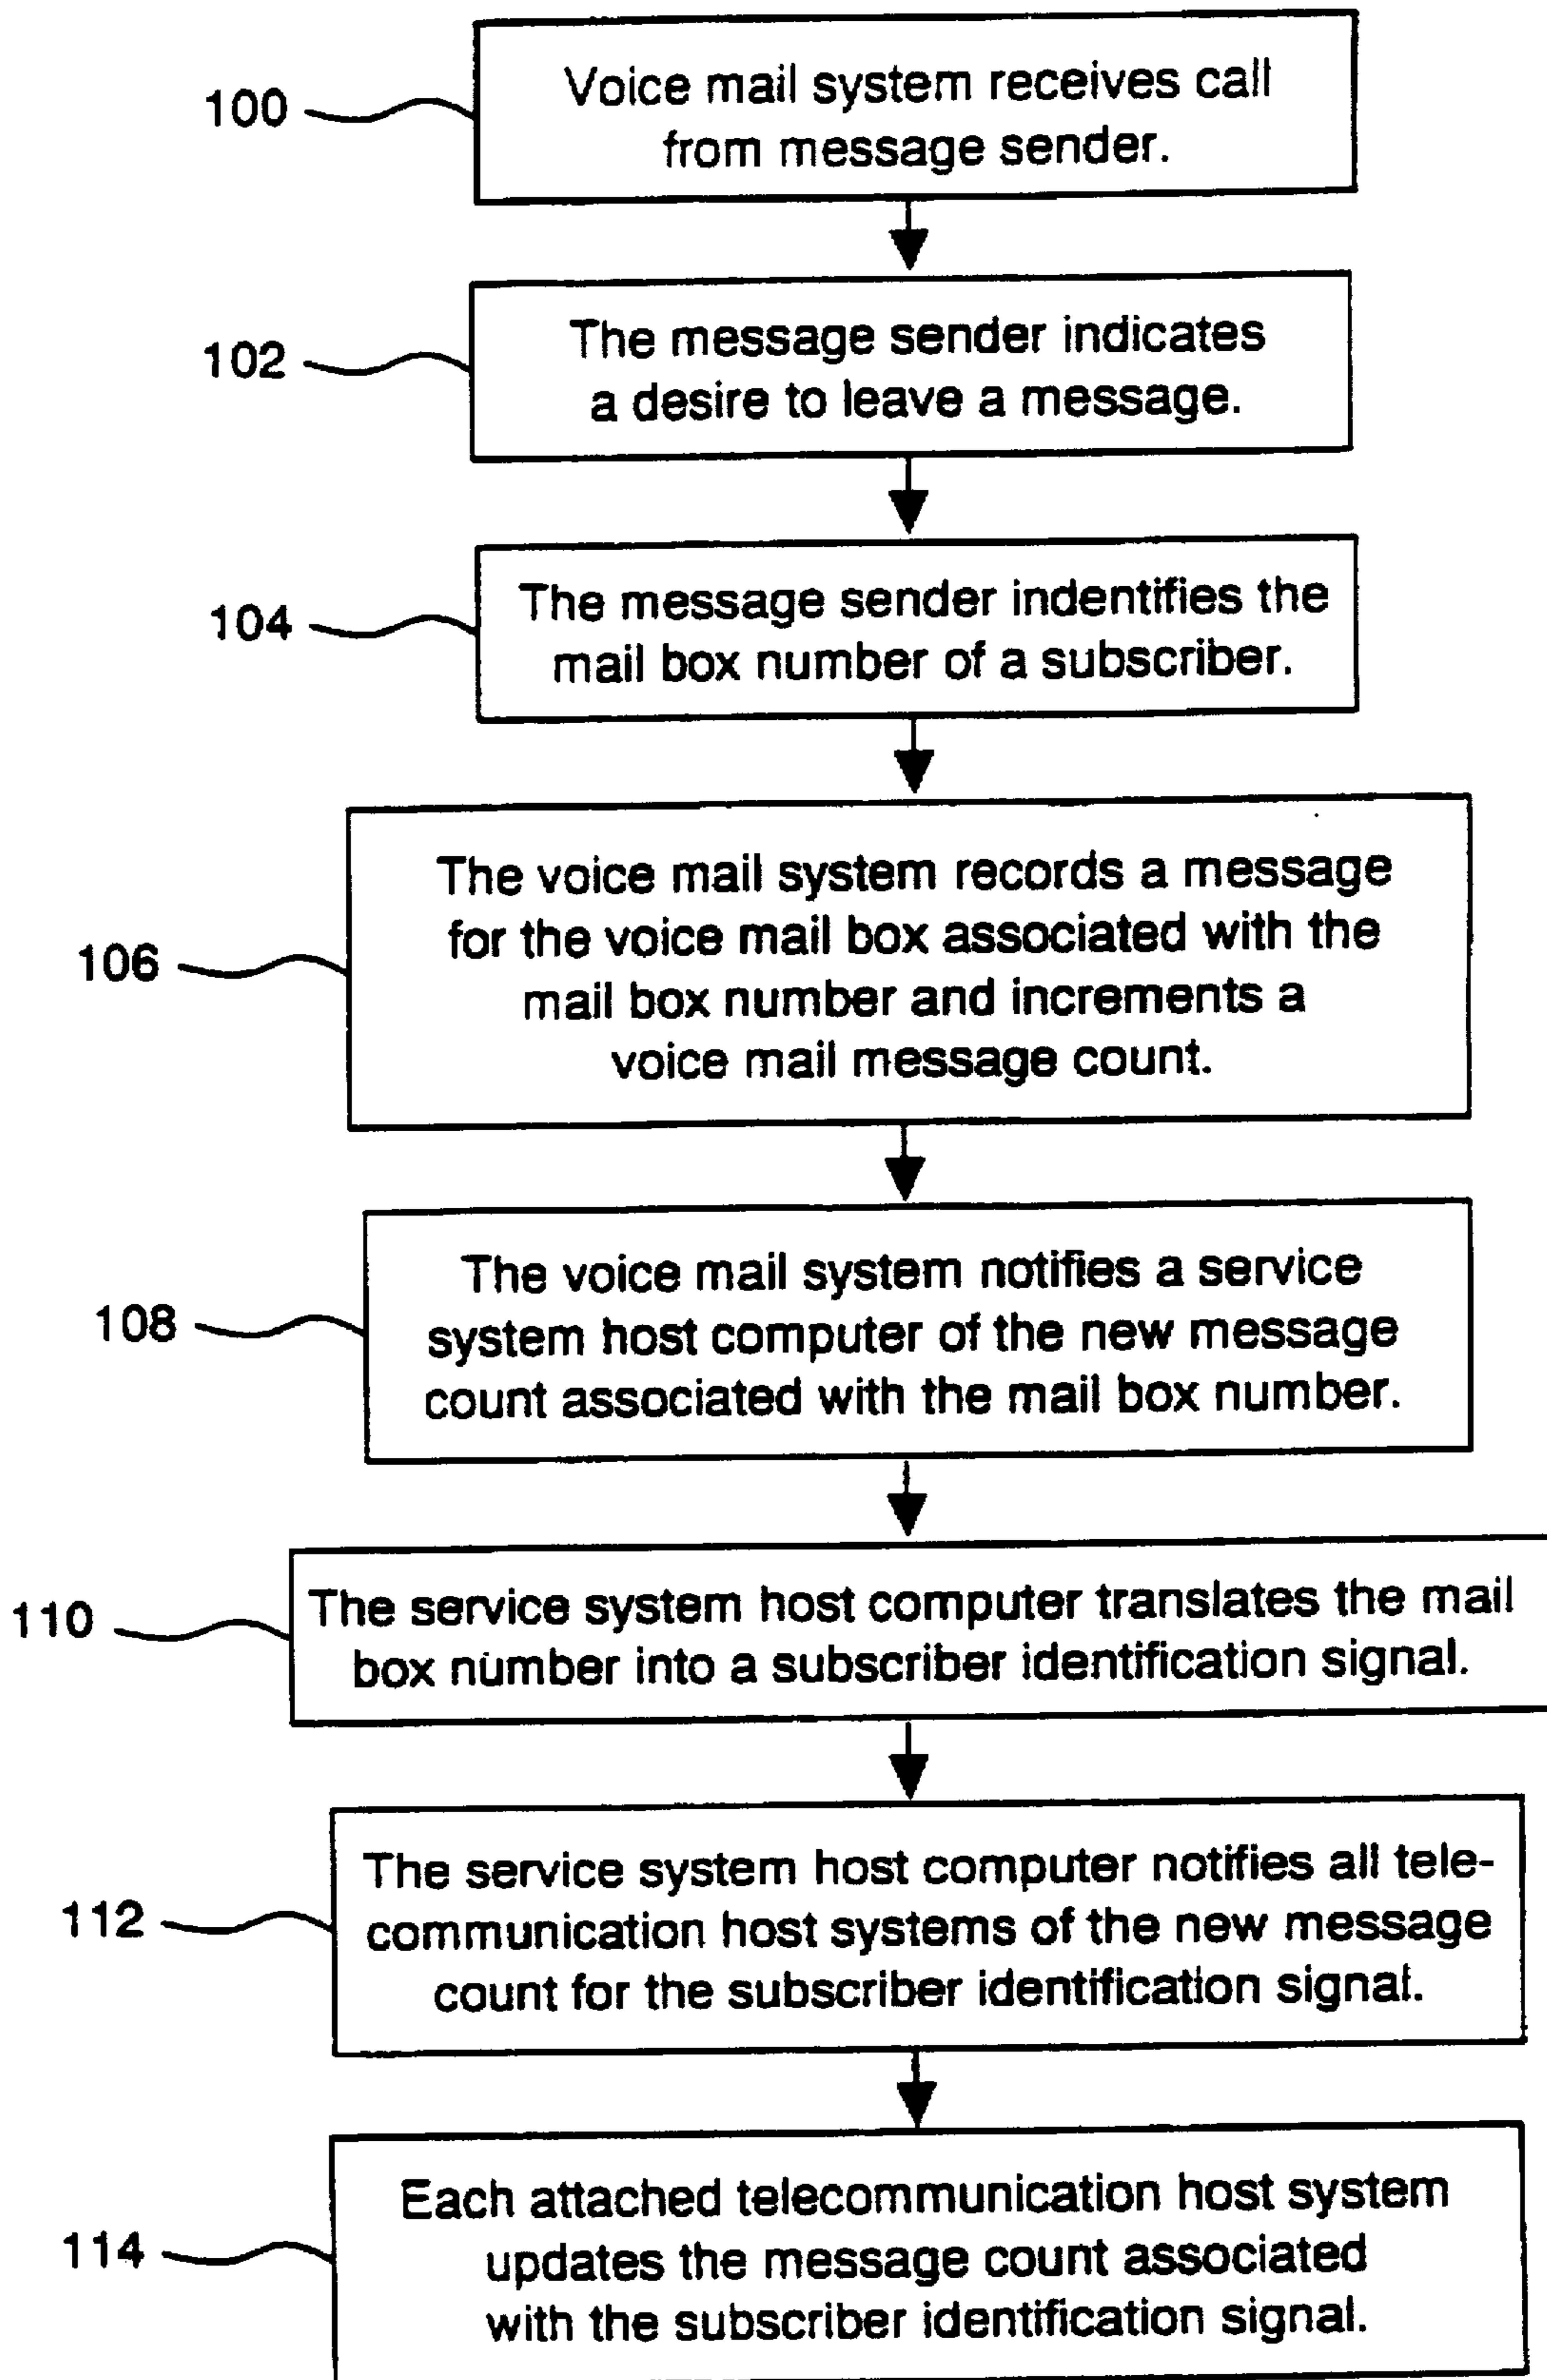 100
Voice mail system receives call
from message sender.
102
The message sender indicates
a desire to leave a message.
104
The message sender indentifies the
mail box number of a subscriber.
106
The voice mail system records a message
for the voice mail box associated with the
mail box number and increments a
voice mail message count.
108
The voice mail system notifies a service
system host computer of the new message
count associated with the mail box number.
110
The service system host computer translates the mail
box number into a subscriber identification signal.
112
The service system host computer notifies all tele-
communication host systems of the new message
count for the subscriber identification signal.
114
Each attached telecommunication host system
updates the message count associated
with the subscriber identification signal.